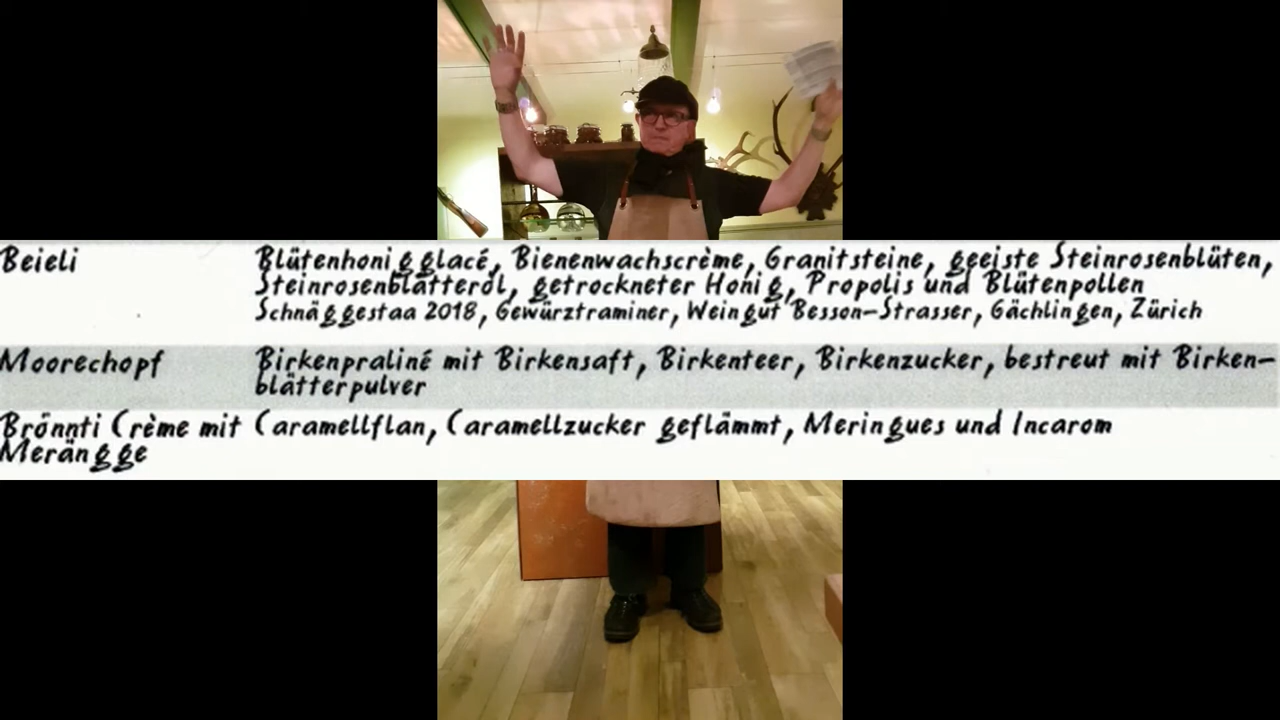 Beieli Blütenhonigglacé, Bienenwachscrème, Granitsteine, geeiste Steinrosenblüten,
Steinrosenblätteröl, getrockneter Honig, Propolis und Blütenpollen
Schnäggestaa 2018, Gewürztraminer, Weingut Besson-Strasser, Gächlingen, Zürich
Moorechopf Birkenpraliné mit Birkensaft, Birkenteer, Birkenzucker, bestreut mit Birken-
blätterpulver
Brönnti Crème mit Caramellflan, Caramellzucker geflämmt, Meringues und Incarom
Merängge